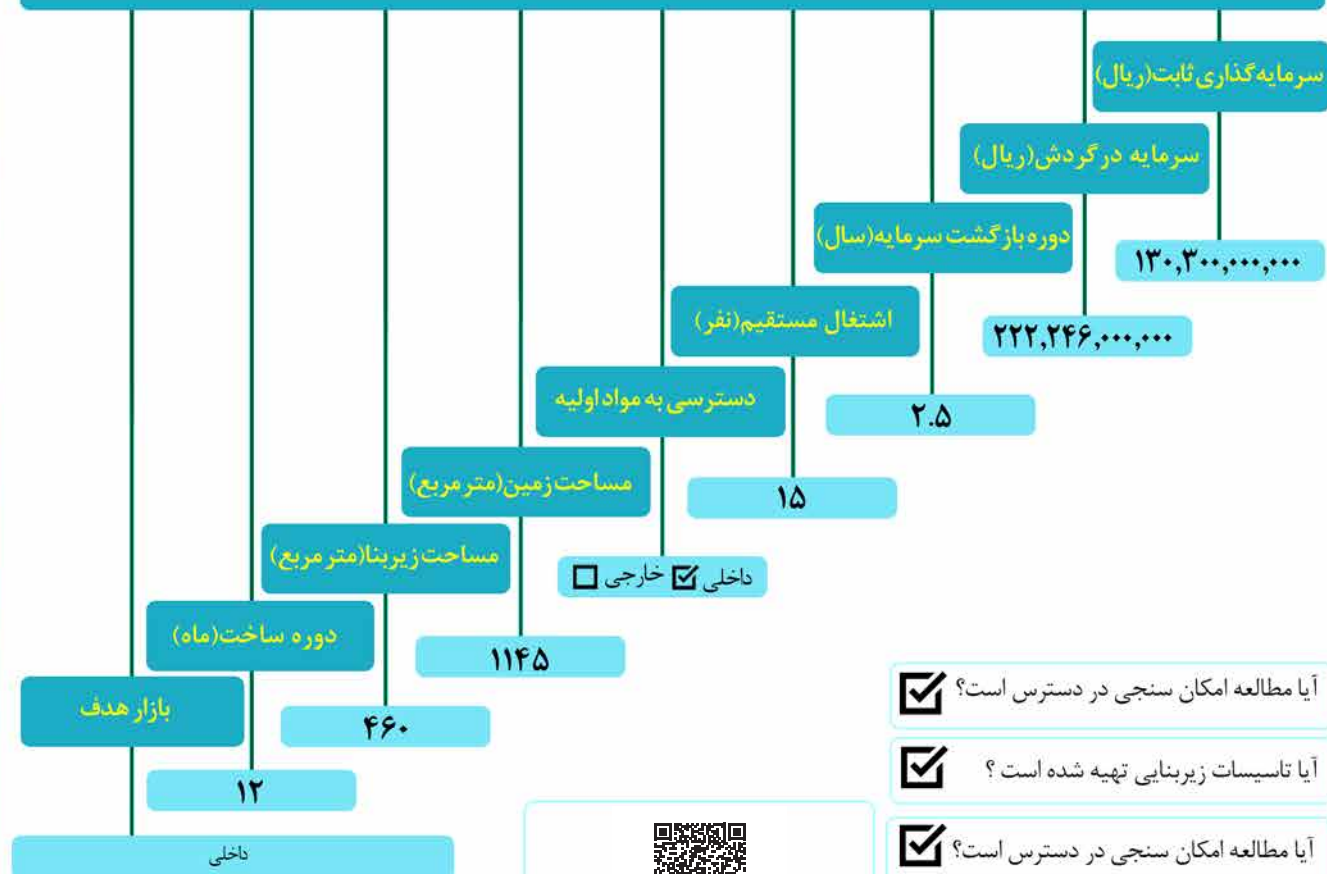 سرمایه‌گذاری ثابت(ریال)
۱۳۰,۳۰۰,۰۰۰,۰۰۰
سرمایه در گردش(ریال)
۲۲۲,۲۴۶,۰۰۰,۰۰۰
دوره بازگشت سرمایه(سال)
۲.۵
اشتغال مستقیم(نفر)
۱۵
دسترسی به مواد اولیه
داخلی ☑ خارجی ☐
مساحت زمین(متر مربع)
۱۱۴۵
مساحت زیربنا(متر مربع)
۴۶۰
دوره ساخت(ماه)
۱۲
بازار هدف
داخلی
آیا مطالعه امکان سنجی در دسترس است؟ ☑
آیا تاسیسات زیربنایی تهیه شده است ؟ ☑
آیا مطالعه امکان سنجی در دسترس است؟ ☑